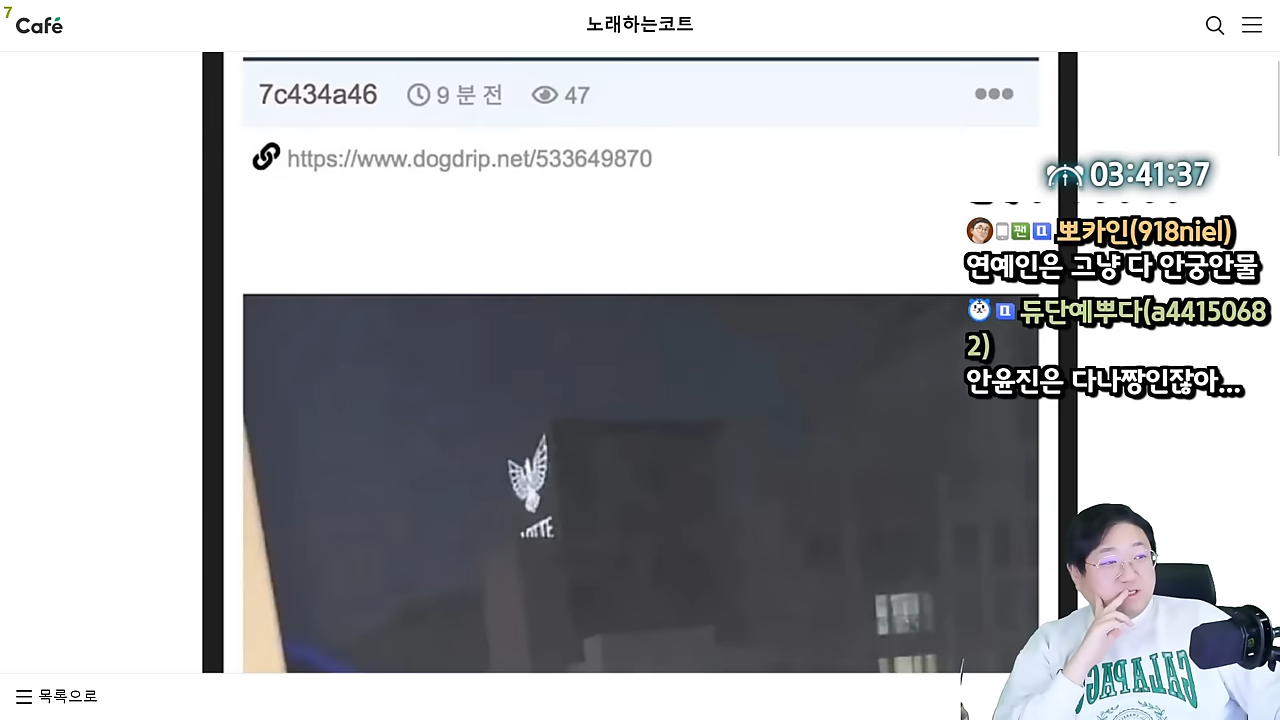 7
Café
노래하는코트
7c434a46
9 분 전
47
https://www.dogdrip.net/533649870
03:41:37
팬
뽀카인(918niel)
연예인은 그냥 다 안궁안물
듀단예뿌다(a4415068
2)
안윤진은 다나짱인잖아...
LOTTE
GALAPAG
목록으로